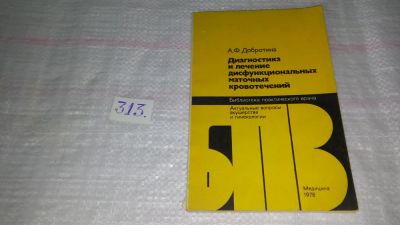 313.
А.Ф.Добротина
Диагностика
и лечение
дисфункциональных
маточных
кровотечений
Библиотека практического врача
Актуальные вопросы
акушерства
и гинекологии
БПВ
Медицина
1978